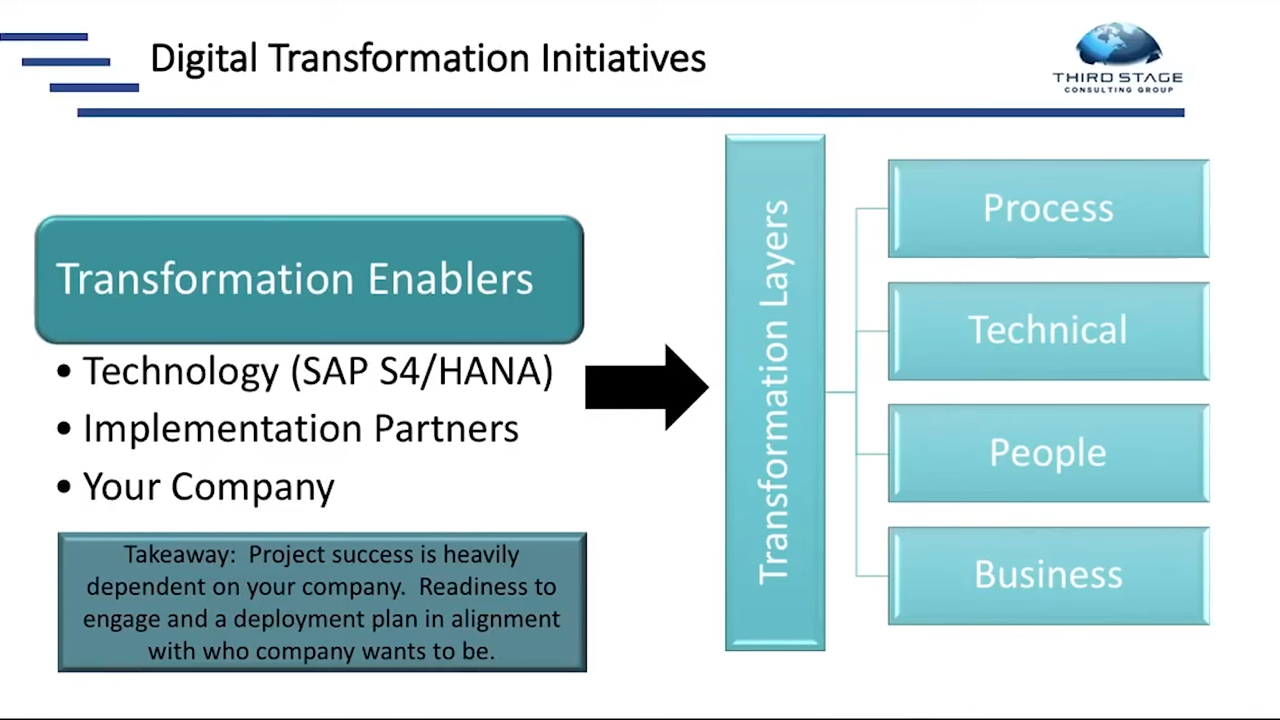 Digital Transformation Initiatives
THIRD STAGE
CONSULTING GROUP
Transformation Enablers
• Technology (SAP S4/HANA)
• Implementation Partners
• Your Company
Takeaway:  Project success is heavily
dependent on your company.  Readiness to
engage and a deployment plan in alignment
with who company wants to be.
Transformation Layers
Process
Technical
People
Business